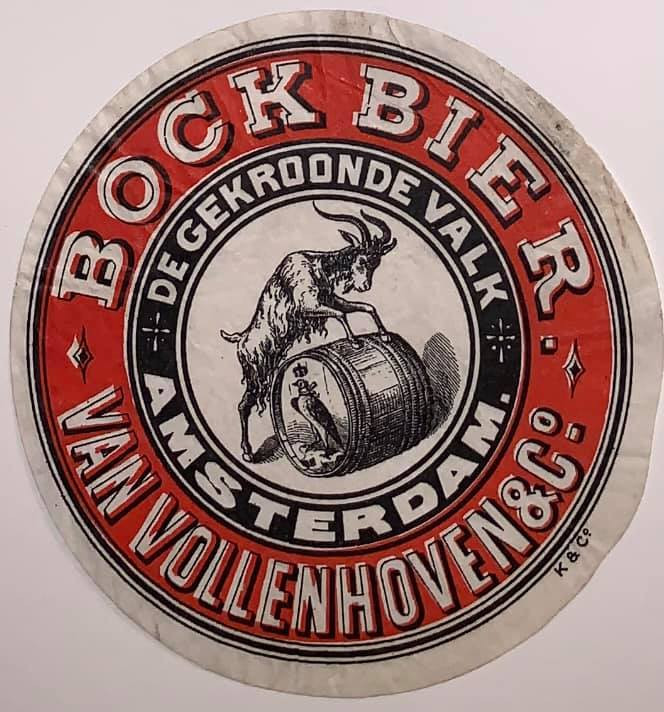 BOCK BIER.
DE GEKROONDE VALK
AMSTERDAM.
VAN VOLLENHOVEN & Cº.
K & Cº